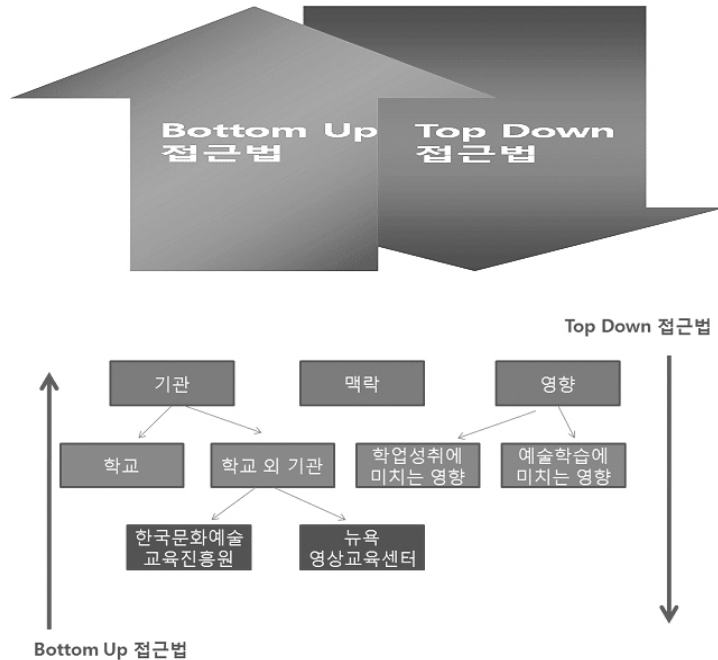 Bottom Up
접근법
Top Down
접근법
Top Down 접근법
기관
맥락
영향
학교
학교 외 기관
학업성취에
미치는 영향
예술학습에
미치는 영향
한국문화예술
교육진흥원
뉴욕
영상교육센터
Bottom Up 접근법